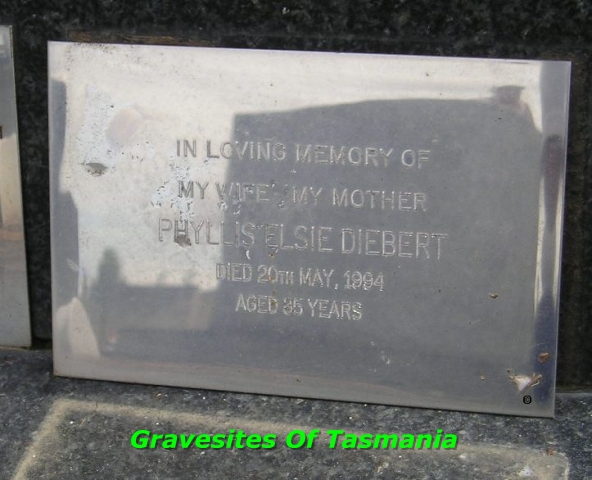 IN LOVING MEMORY OF
MY WIFE, MY MOTHER
PHYLLIS ELSIE DIEBERT
DIED 20TH MAY, 1994
AGED 85 YEARS
Gravesites Of Tasmania